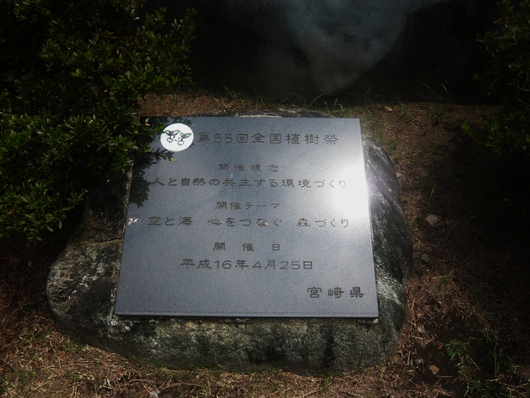 第55回全国植樹祭
開催理念
人と自然の共生する環境づくり
開催テーマ
空と海 心をつなぐ 森づくり
開催日
平成16年4月25日
宮崎県